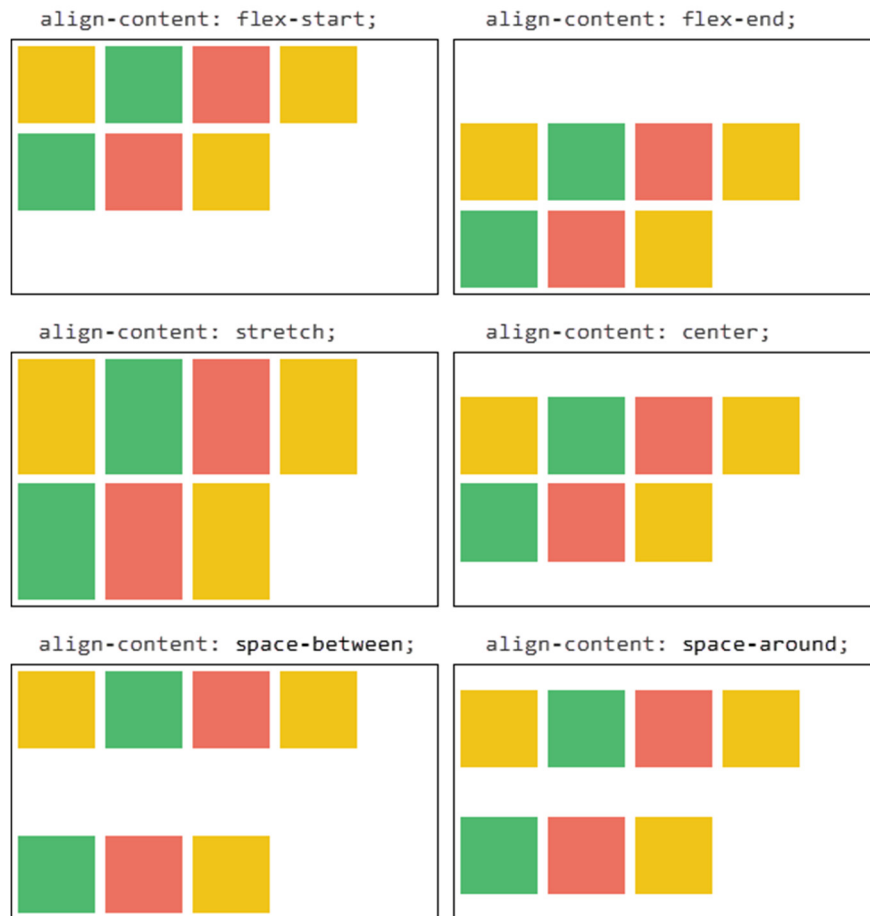 align-content: flex-start;
align-content: flex-end;
align-content: stretch;
align-content: center;
align-content: space-between;
align-content: space-around;